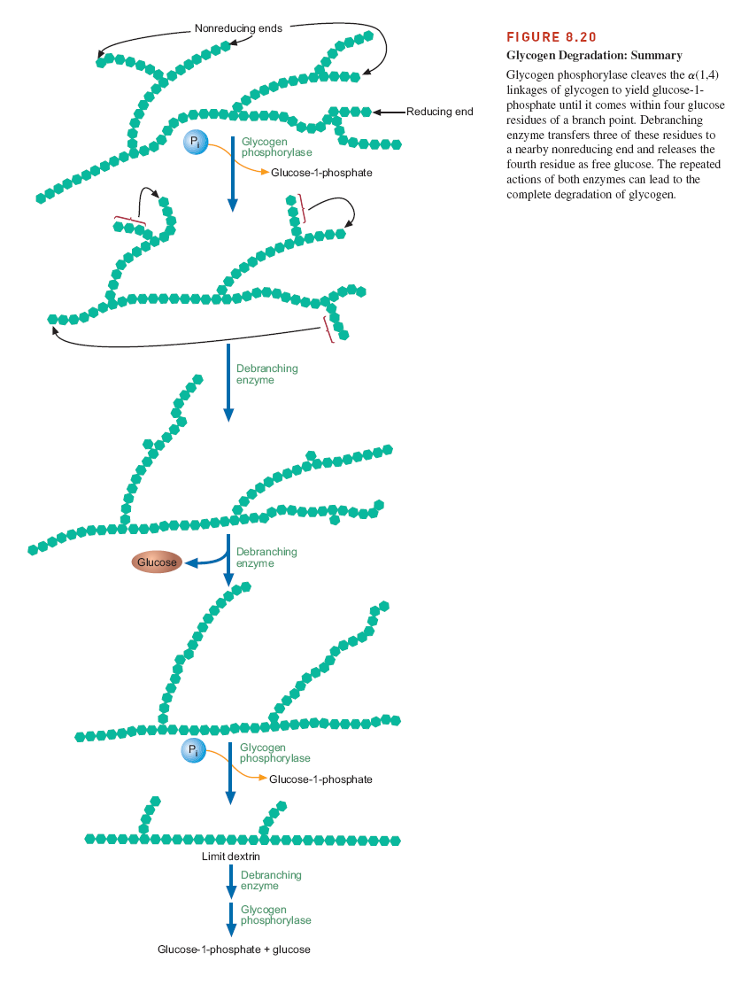 Nonreducing ends
Reducing end
Pi
Glycogen
phosphorylase
Glucose-1-phosphate
Debranching
enzyme
Glucose
Debranching
enzyme
Pi
Glycogen
phosphorylase
Glucose-1-phosphate
Limit dextrin
Debranching
enzyme
Glycogen
phosphorylase
Glucose-1-phosphate + glucose
FIGURE 8.20
Glycogen Degradation: Summary
Glycogen phosphorylase cleaves the α(1,4)
linkages of glycogen to yield glucose-1-
phosphate until it comes within four glucose
residues of a branch point. Debranching
enzyme transfers three of these residues to
a nearby nonreducing end and releases the
fourth residue as free glucose. The repeated
actions of both enzymes can lead to the
complete degradation of glycogen.